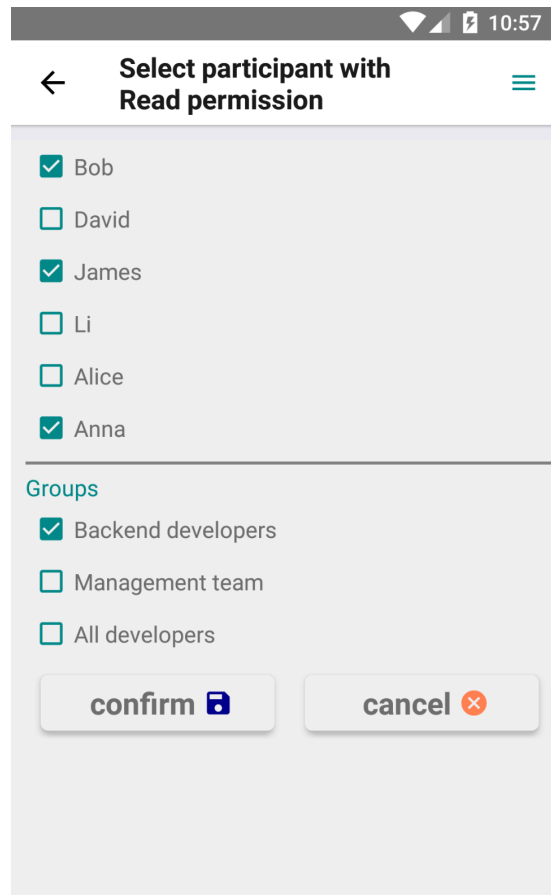 10:57
Select participant with
Read permission
Bob
David
James
Li
Alice
Anna
Groups
Backend developers
Management team
All developers
confirm
cancel